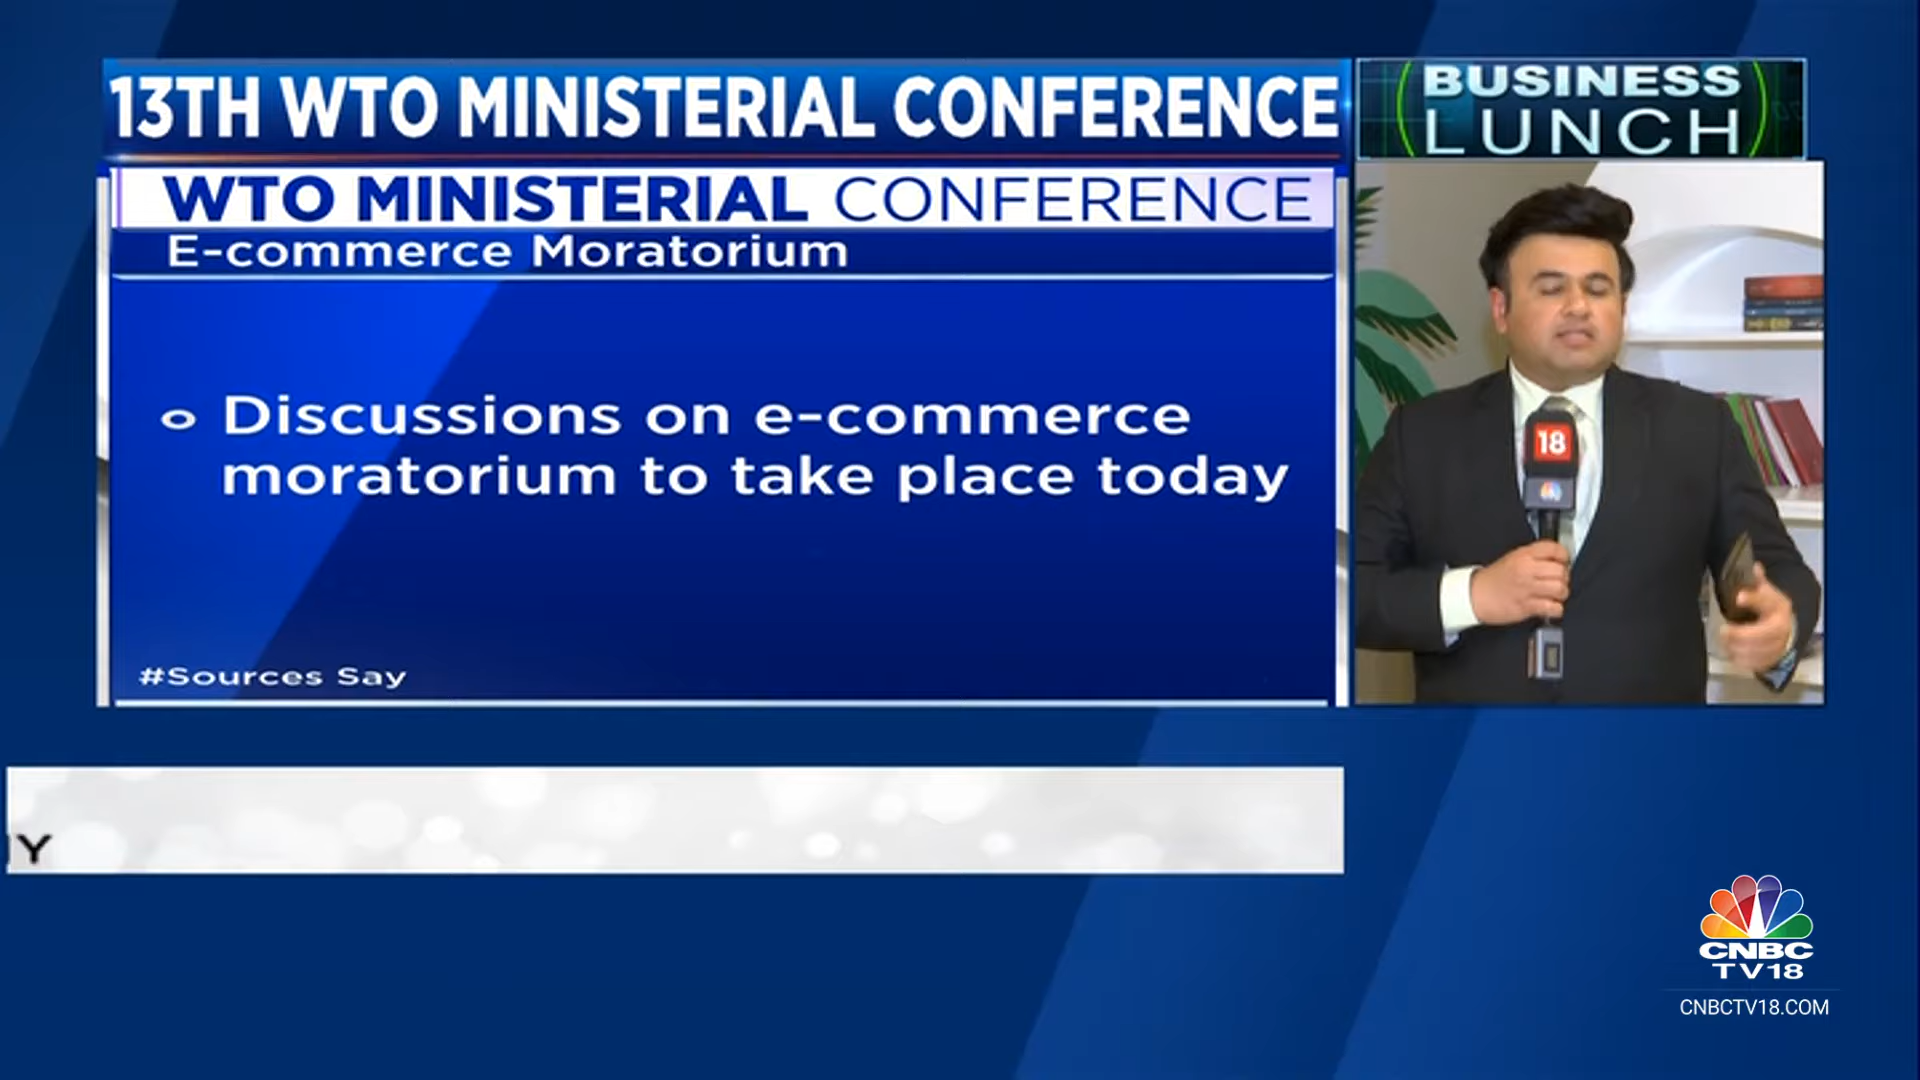 13TH WTO MINISTERIAL CONFERENCE
BUSINESS
LUNCH
WTO MINISTERIAL CONFERENCE
E-commerce Moratorium
Discussions on e-commerce
moratorium to take place today
#Sources Say
18
Y
CNBC
TV18
CNBCTV18.COM